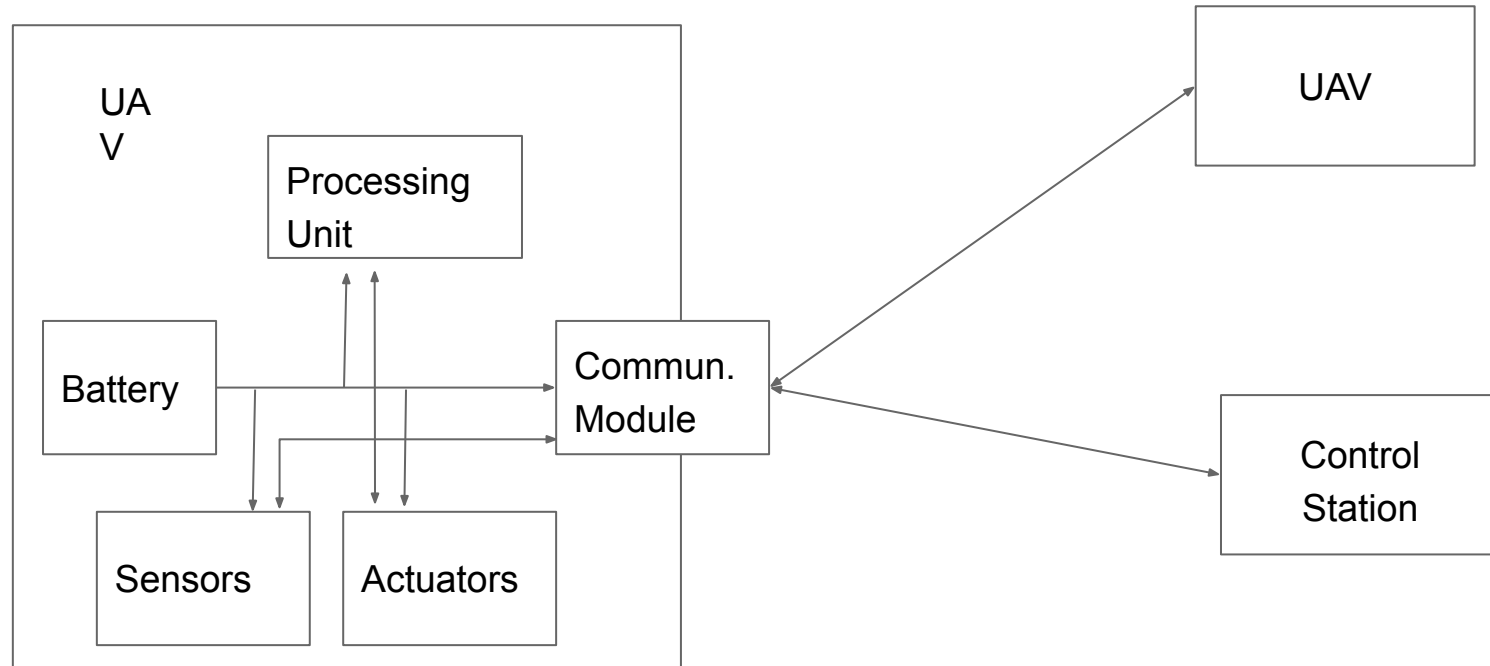 UA
V
UAV
Processing
Unit
Battery
Commun.
Module
Control
Station
Sensors
Actuators